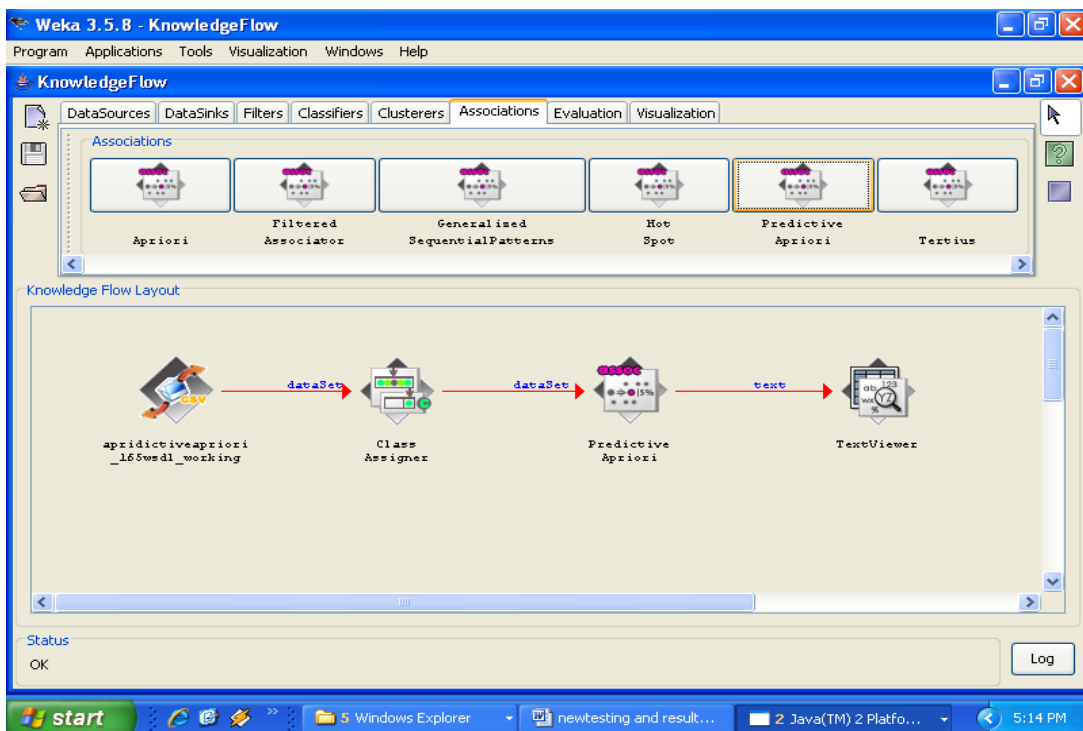 Weka 3.5.8 - KnowledgeFlow
Program Applications Tools Visualization Windows Help
KnowledgeFlow
DataSources DataSinks Filters Classifiers Clusterers Associations Evaluation Visualization
Associations
Apriori
Filtered
Associator
Generalised
SequentialPatterns
Hot
Spot
Predictive
Apriori
Tertius
Knowledge Flow Layout
dataSet dataSet text
apridictiveapriori
_165wsdl_working
Class
Assigner
Predictive
Apriori
TextViewer
Status
OK
Log
start
5 Windows Explorer
newtesting and result...
2 Java(TM) 2 Platfo...
5:14 PM